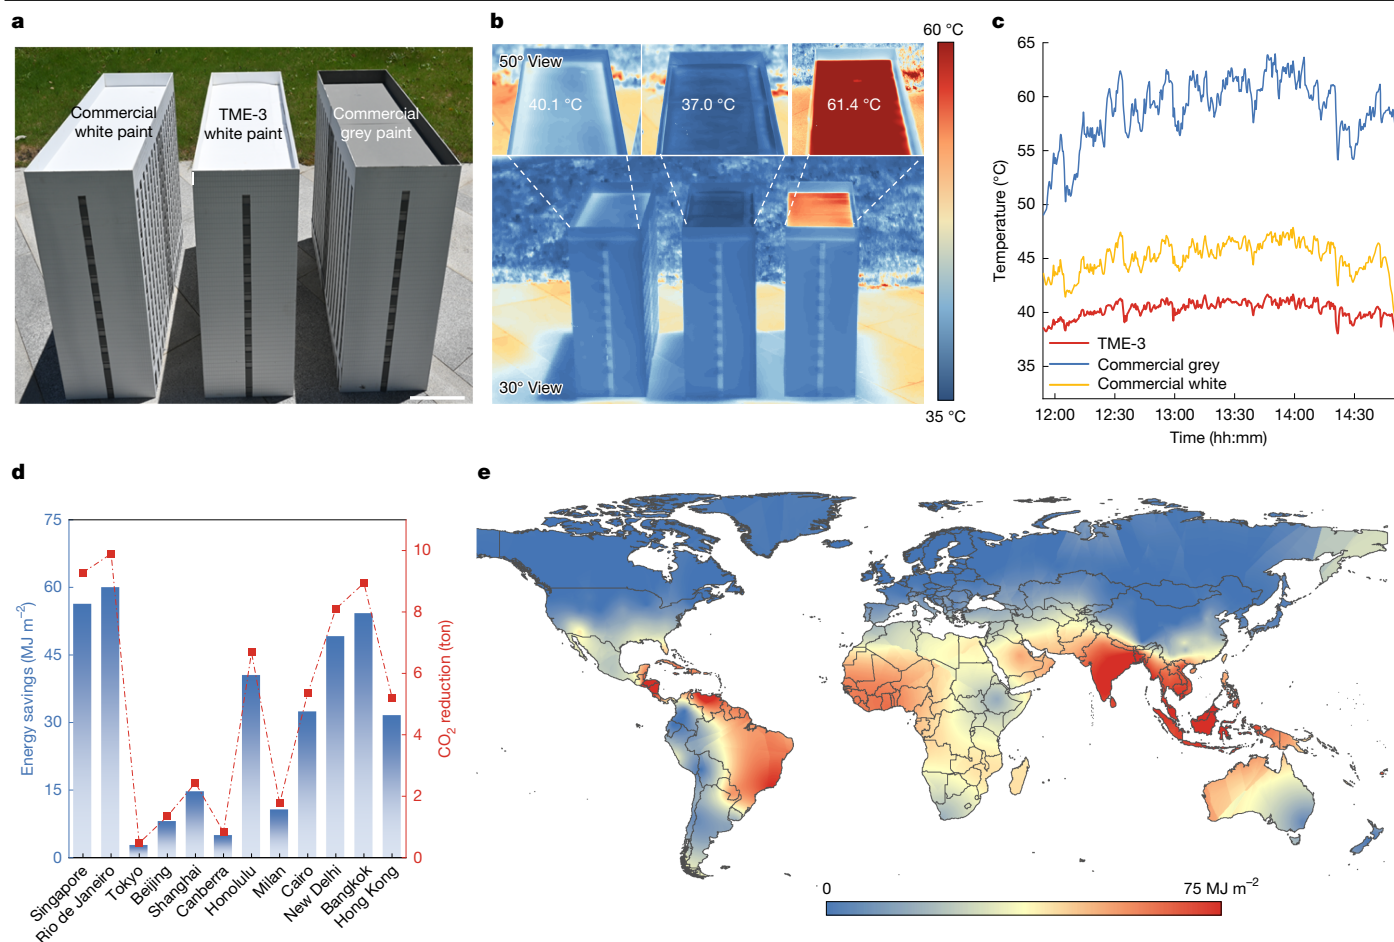 a
Commercial
white paint
TME-3
white paint
Commercial
grey paint
b
50° View
40.1 °C
37.0 °C
61.4 °C
30° View
60 °C
35 °C
c
Temperature (°C)
65
60
55
50
45
40
35
TME-3
Commercial grey
Commercial white
12:00 12:30 13:00 13:30 14:00 14:30
Time (hh:mm)
d
Energy savings (MJ m⁻²)
75
60
45
30
15
0
CO₂ reduction (ton)
10
8
6
4
2
0
Singapore
Rio de Janeiro
Tokyo
Beijing
Shanghai
Canberra
Honolulu
Milan
Cairo
New Delhi
Bangkok
Hong Kong
e
0
75 MJ m⁻²